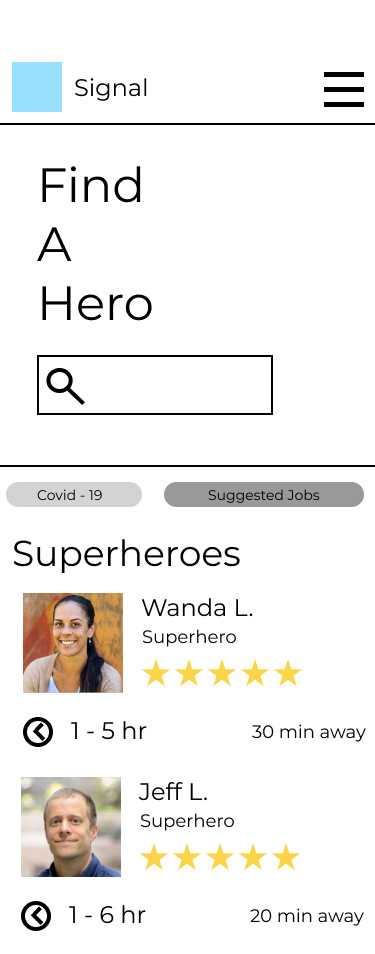 Signal
Find
A
Hero
Covid - 19
Suggested Jobs
Superheroes
Wanda L.
Superhero
1 - 5 hr
30 min away
Jeff L.
Superhero
1 - 6 hr
20 min away